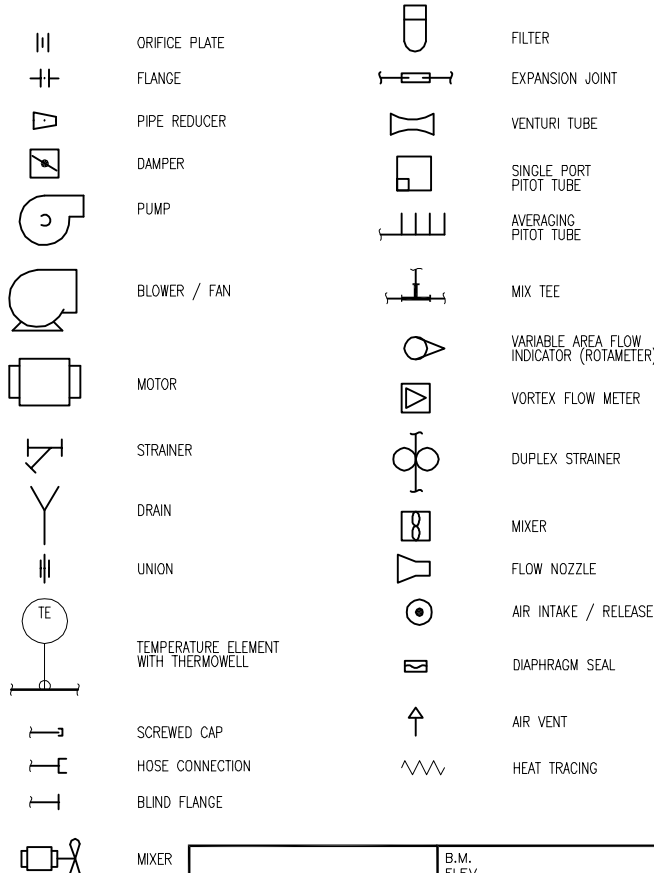 ORIFICE PLATE
FLANGE
PIPE REDUCER
DAMPER
PUMP
BLOWER / FAN
MOTOR
STRAINER
DRAIN
UNION
TE
TEMPERATURE ELEMENT
WITH THERMOWELL
SCREWED CAP
HOSE CONNECTION
BLIND FLANGE
MIXER
FILTER
EXPANSION JOINT
VENTURI TUBE
SINGLE PORT
PITOT TUBE
AVERAGING
PITOT TUBE
MIX TEE
VARIABLE AREA FLOW
INDICATOR (ROTAMETER)
VORTEX FLOW METER
DUPLEX STRAINER
MIXER
FLOW NOZZLE
AIR INTAKE / RELEASE
DIAPHRAGM SEAL
AIR VENT
HEAT TRACING
B.M.
ELEV